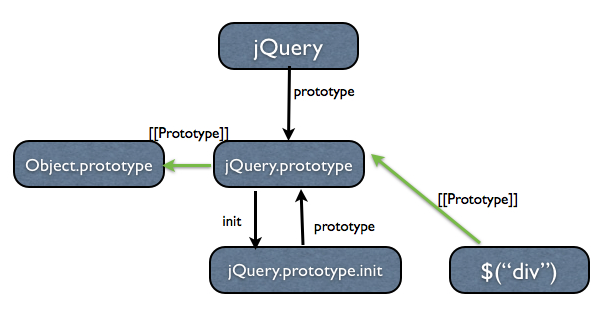 jQuery
prototype
[[Prototype]]
Object.prototype
jQuery.prototype
[[Prototype]]
init
prototype
jQuery.prototype.init
$(“div”)